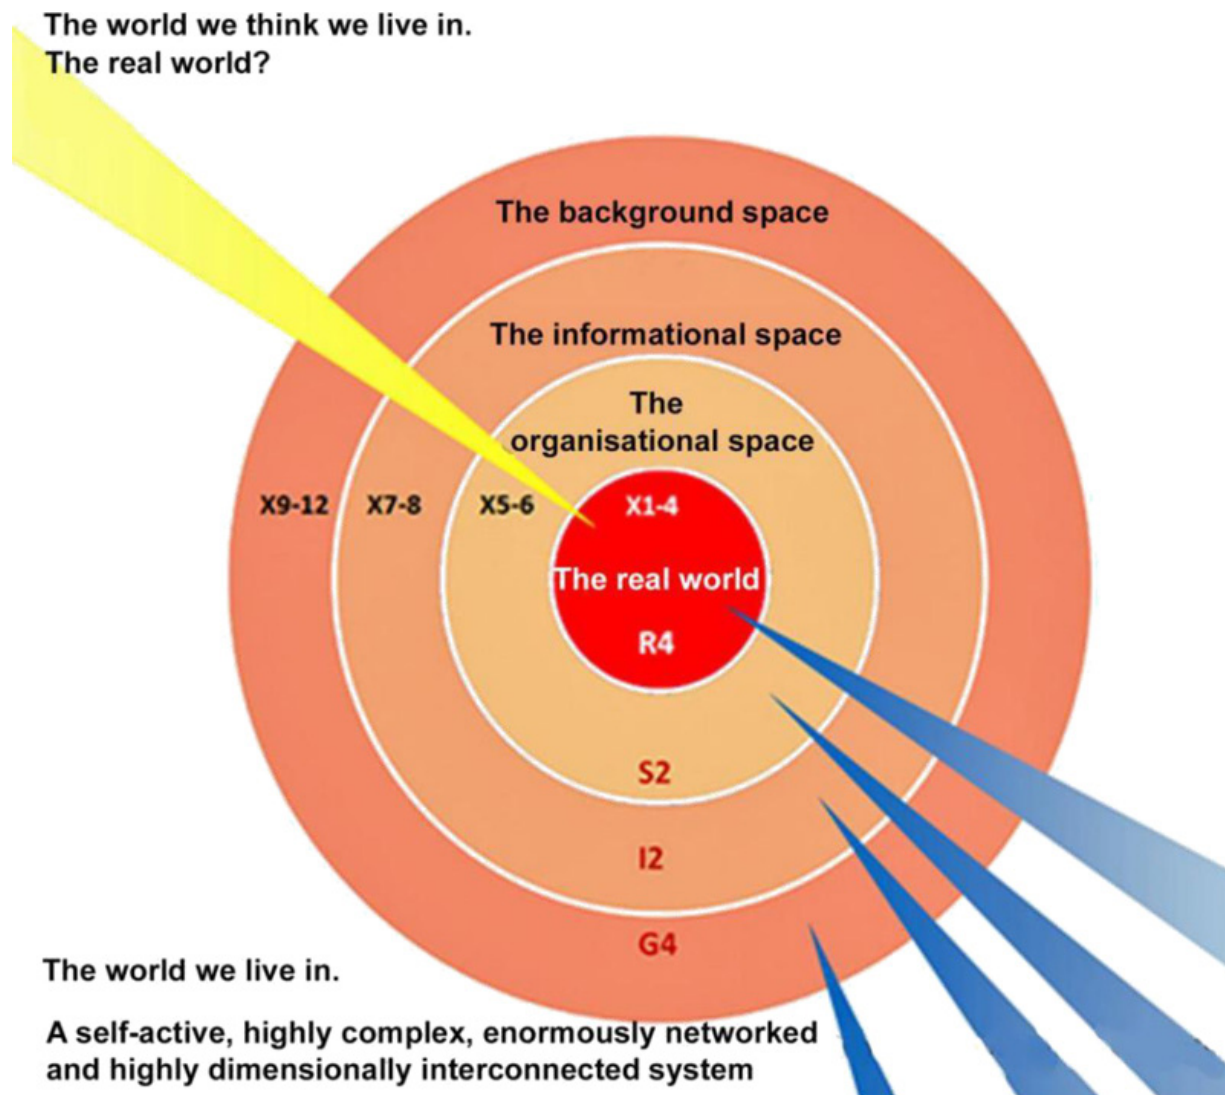 The world we think we live in.
The real world?
The background space
The informational space
The
organisational space
X9-12 X7-8 X5-6 X1-4
The real world
R4
S2
I2
G4
The world we live in.
A self-active, highly complex, enormously networked
and highly dimensionally interconnected system